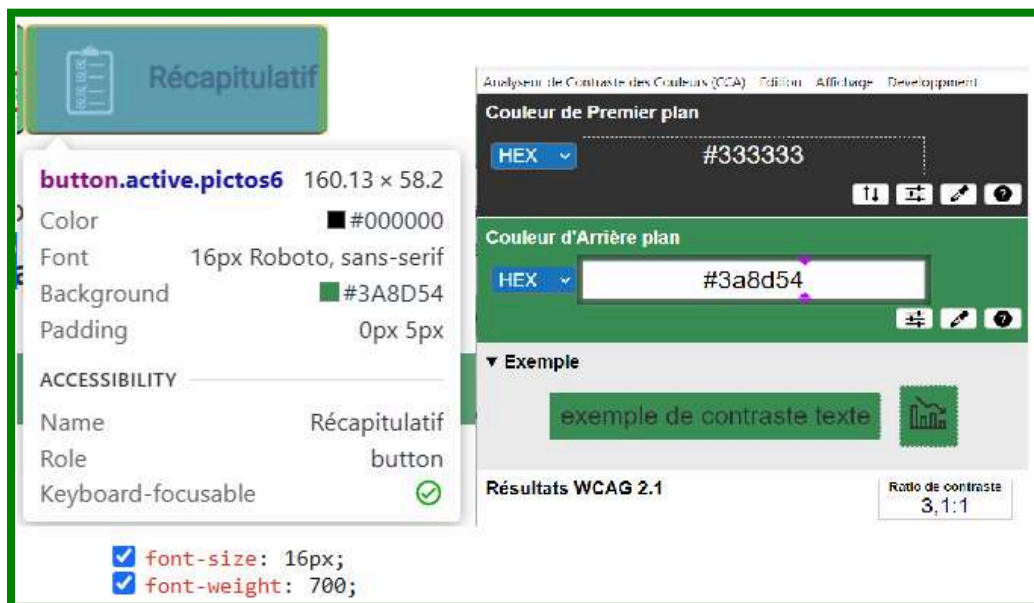 Récapitulatif
button.active.pictos6 160.13 × 58.2
Color #000000
Font 16px Roboto, sans-serif
Background #3A8D54
Padding 0px 5px
ACCESSIBILITY
Name Récapitulatif
Role button
Keyboard-focusable
font-size: 16px;
font-weight: 700;
Analyseur de Contraste des Couleurs (CCA) Edition Affichage Developpment
Couleur de Premier plan
HEX #333333
Couleur d'Arrière plan
HEX #3a8d54
▼ Exemple
exemple de contraste texte
Résultats WCAG 2.1
Ratio de contraste
3,1:1